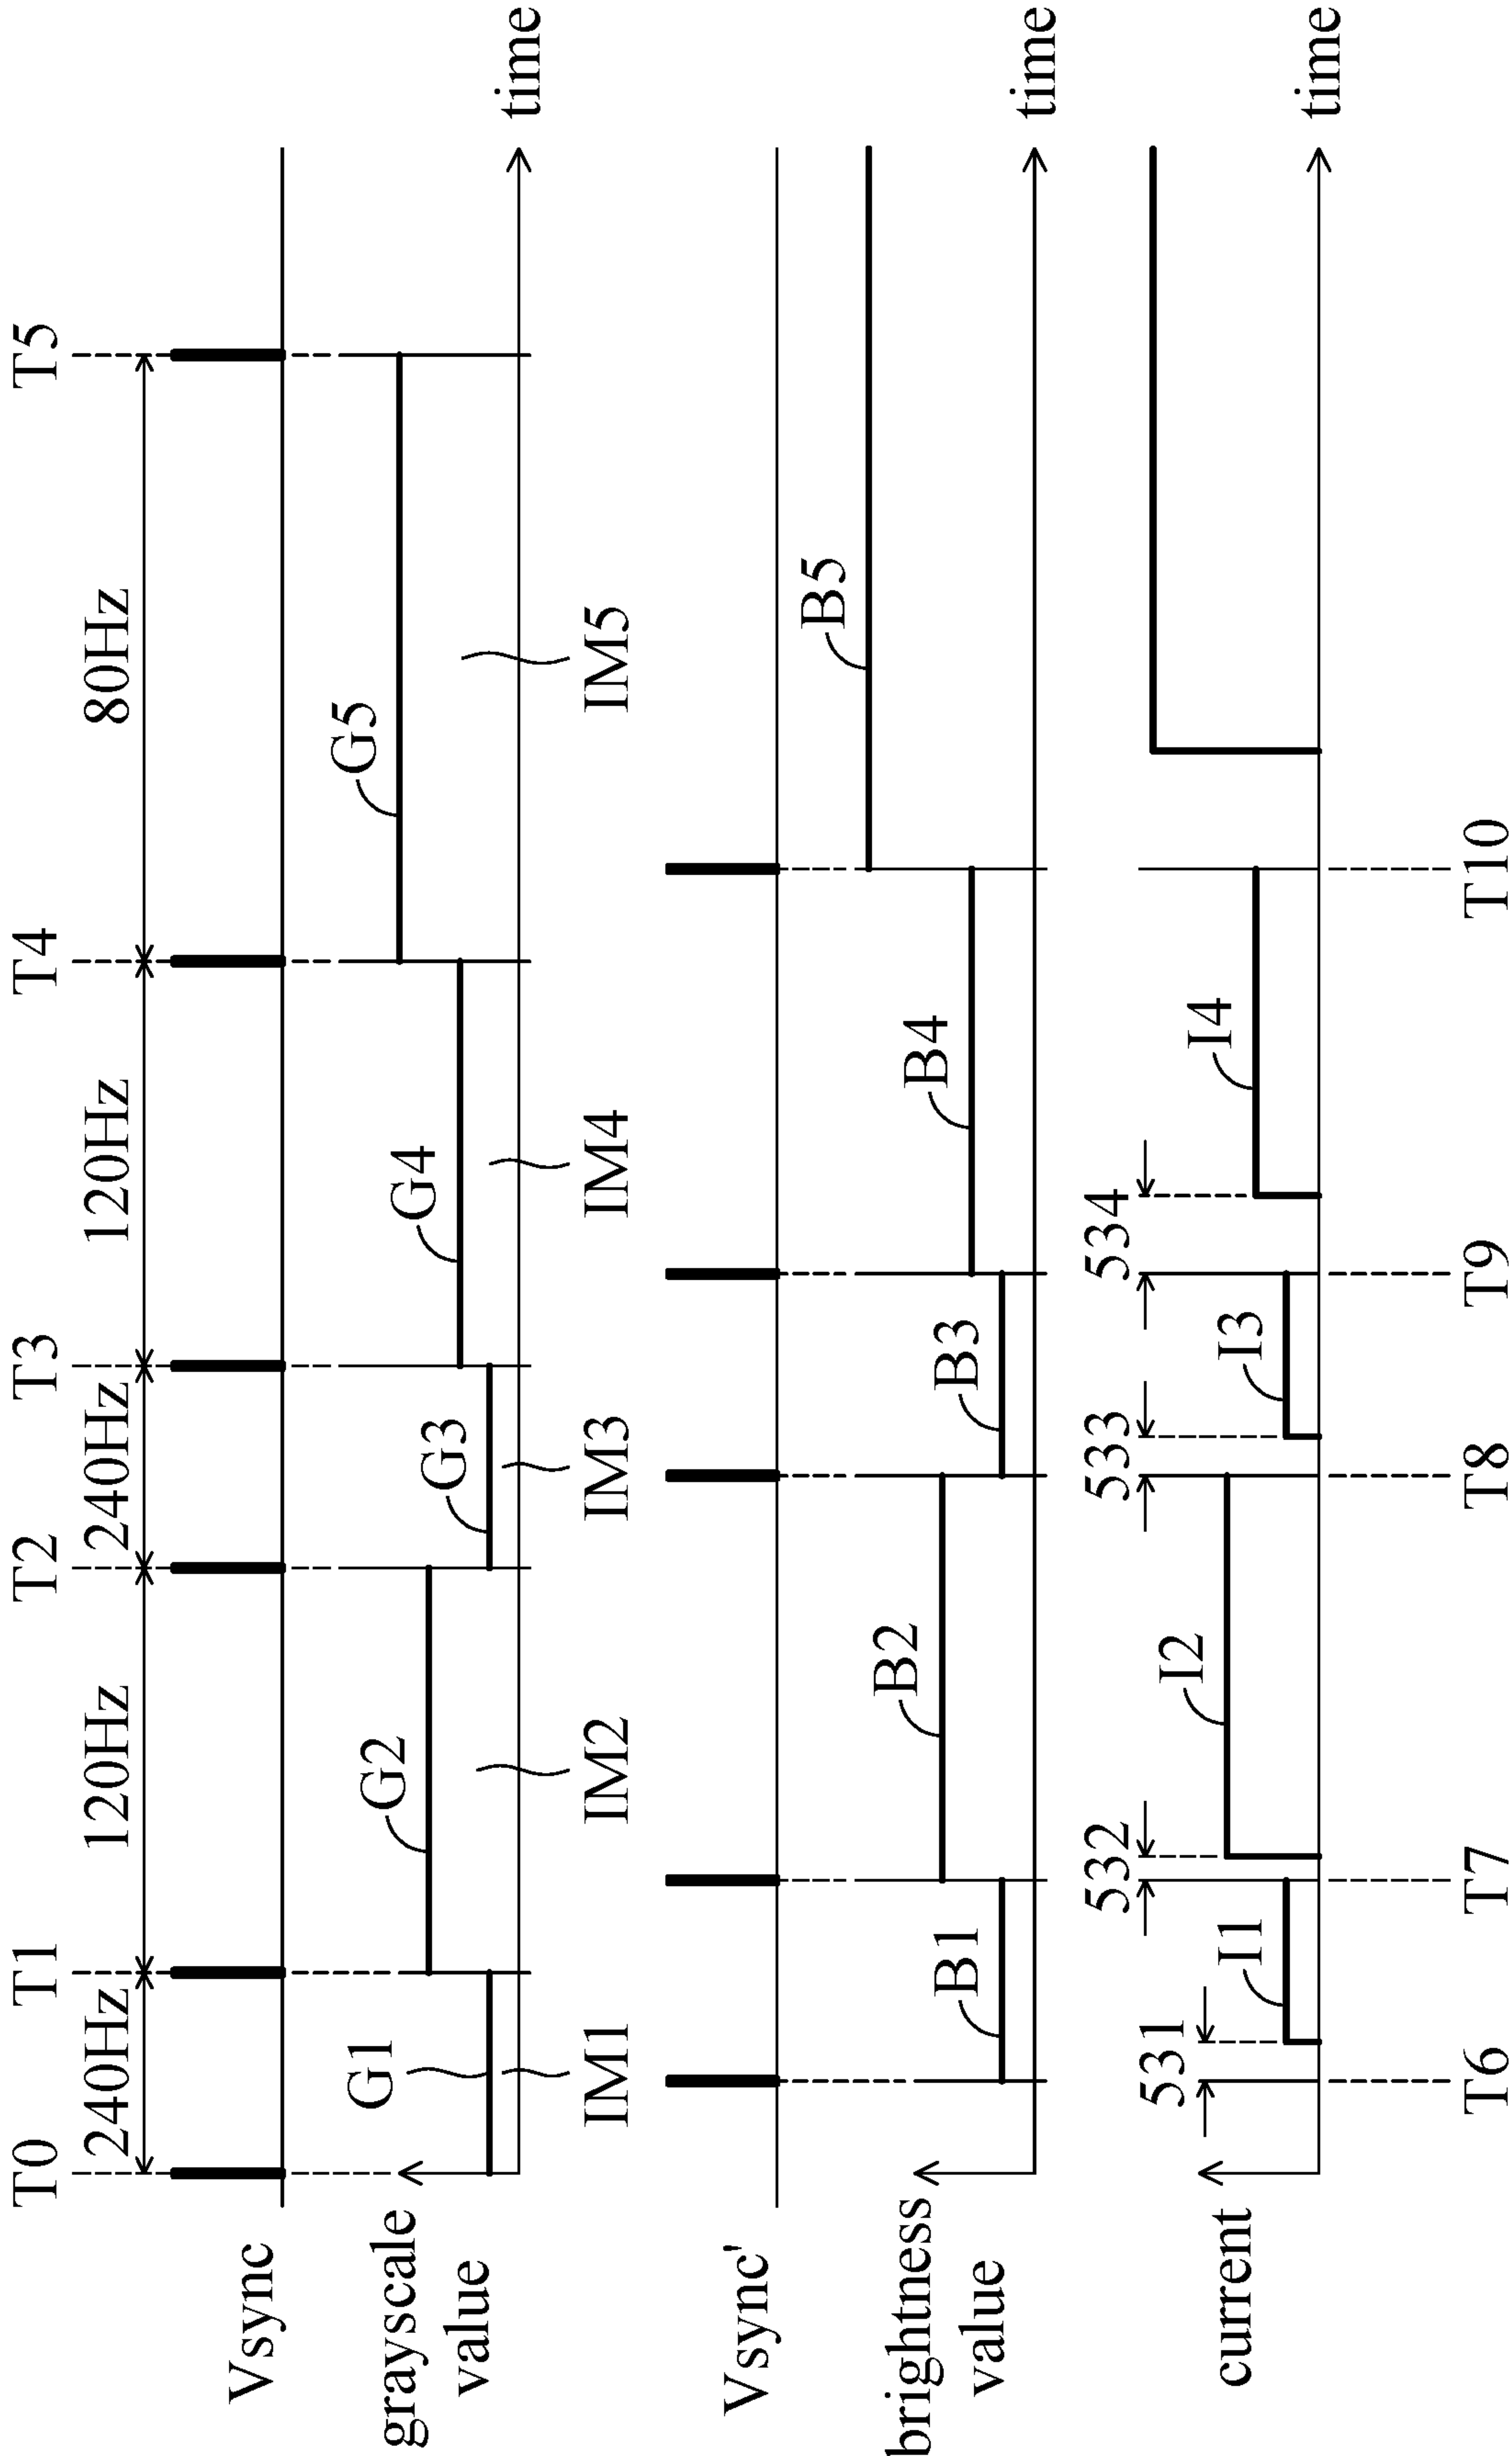 T0 T1 T2 T3 T4 T5
240Hz 120Hz 240Hz 120Hz 80Hz
Vsync
G1 G2 G3 G4 G5
grayscale
value
time
IM1 IM2 IM3 IM4 IM5
Vsync'
B1 B2 B3 B4 B5
brightness
value
time
531 532 533 534
I1 I2 I3 I4
current
time
T6 T7 T8 T9 T10